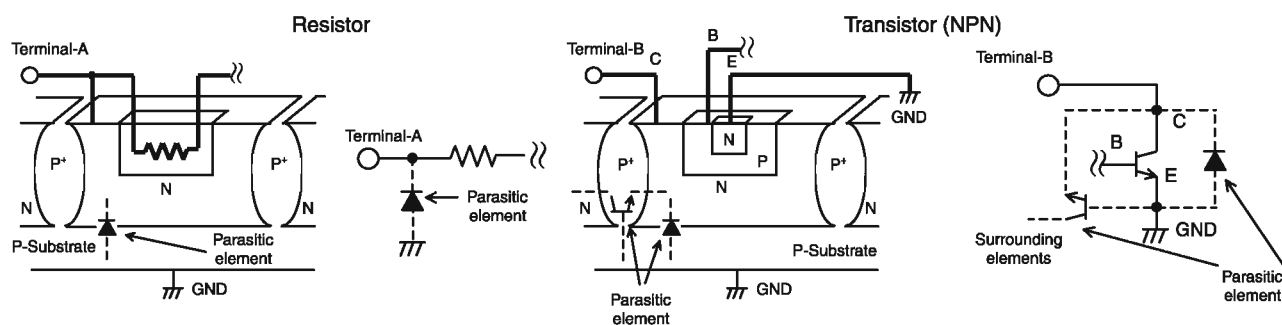 Resistor
Terminal-A
P+
P+
N
N
N
P-Substrate
Parasitic
element
GND
Terminal-A
Parasitic
element
Transistor (NPN)
Terminal-B
C
B
E
GND
P+
N
P
P+
N
N
N
P-Substrate
GND
Parasitic
element
Terminal-B
C
B
E
GND
Surrounding
elements
Parasitic
element